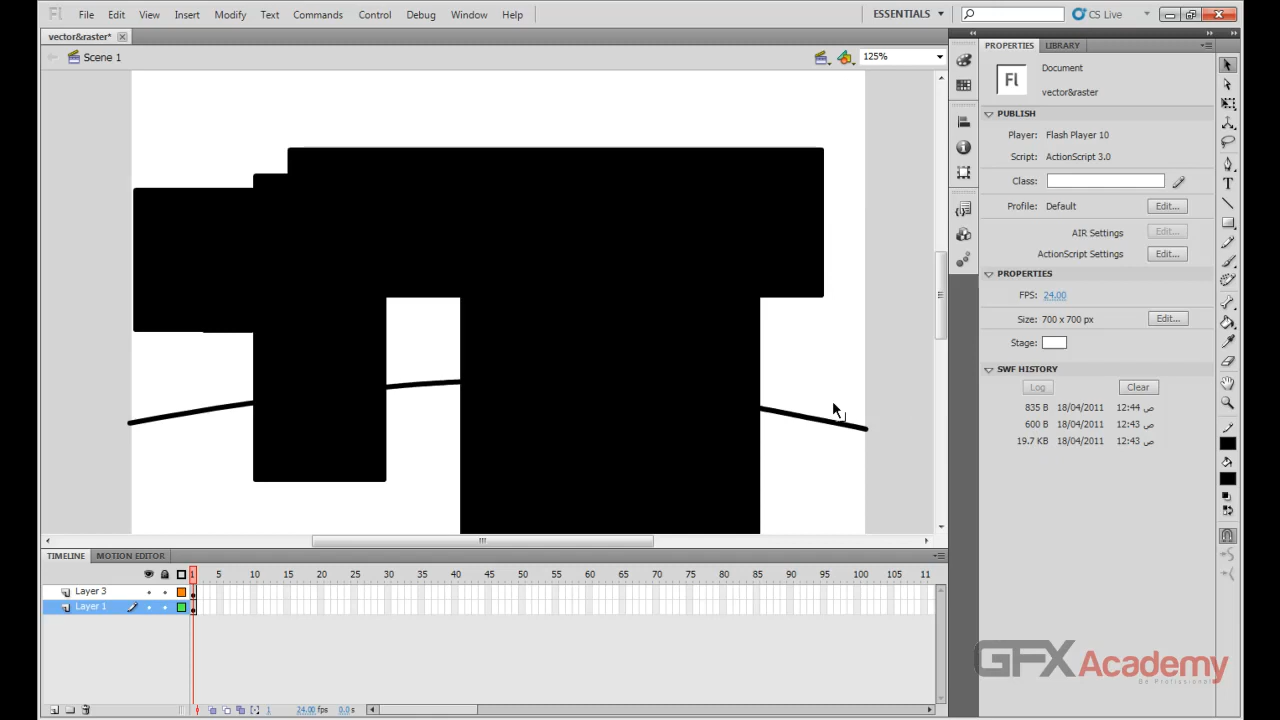 Fl File Edit View Insert Modify Text Commands Control Debug Window Help ESSENTIALS CS Live
vector&raster*
Scene 1 125%
PROPERTIES LIBRARY
Fl Document
vector&raster
PUBLISH
Player: Flash Player 10
Script: ActionScript 3.0
Class:
Profile: Default Edit...
AIR Settings Edit...
ActionScript Settings Edit...
PROPERTIES
FPS: 24.00
Size: 700 x 700 px Edit...
Stage:
SWF HISTORY
Log Clear
835 B 18/04/2011 12:44 ص
600 B 18/04/2011 12:43 ص
19.7 KB 18/04/2011 12:43 ص
TIMELINE MOTION EDITOR
1 5 10 15 20 25 30 35 40 45 50 55 60 65 70 75 80 85 90 95 100 105 11
Layer 3
Layer 1
1 24.00 fps 0.0 s
GFX Academy
Be Professional